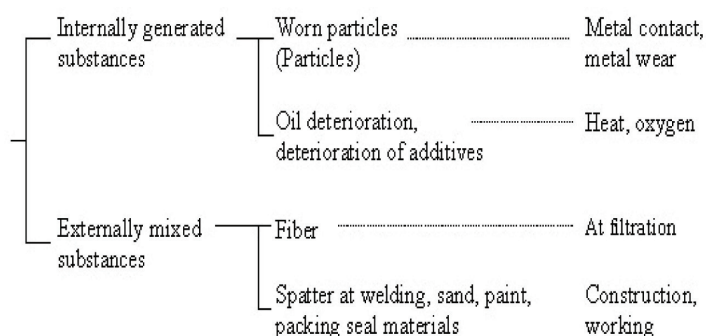 Internally generated
substances
Worn particles
(Particles)
Metal contact,
metal wear
Oil deterioration,
deterioration of additives
Heat, oxygen
Externally mixed
substances
Fiber
At filtration
Spatter at welding, sand, paint,
packing seal materials
Construction,
working